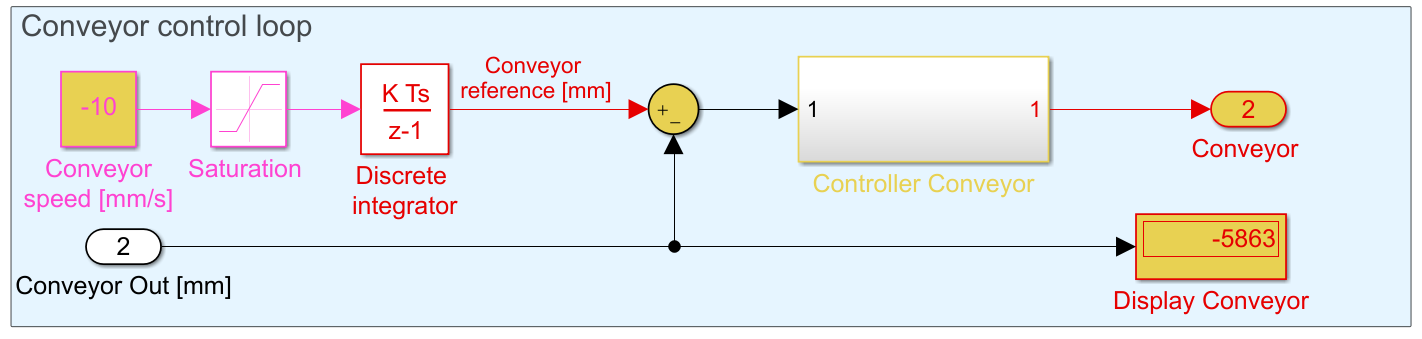 Conveyor control loop
-10
Conveyor
speed [mm/s]
Saturation
K Ts
z-1
Discrete
integrator
Conveyor
reference [mm]
+
_
1
1
Controller Conveyor
2
Conveyor
2
Conveyor Out [mm]
-5863
Display Conveyor